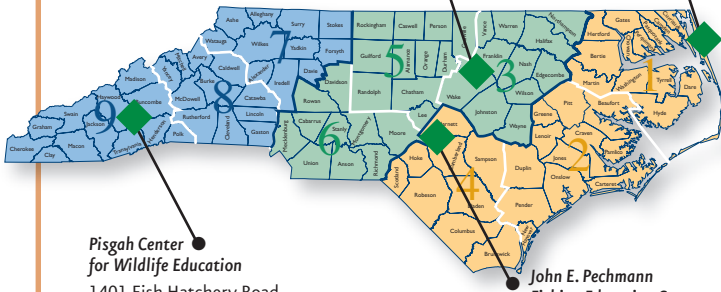 Alleghany
Ashe
Surry
Stokes
Rockingham
Caswell
Person
Vance
Warren
Northampton
Gates
Hertford
Halifax
Bertie
Watauga
Wilkes
Yadkin
Forsyth
Guilford
Alamance
Orange
Durham
Franklin
Nash
Edgecombe
Martin
Washington
Tyrrell
Dare
7
5
3
1
Avery
Caldwell
Alexander
Iredell
Davie
Davidson
Randolph
Chatham
Wake
Wilson
Pitt
Beaufort
Hyde
Madison
Burke
McDowell
Catawba
Rowan
Johnston
Greene
Wayne
9
8
Haywood
Buncombe
Rutherford
Lincoln
Cleveland
Gaston
Mecklenburg
Cabarrus
Stanly
Montgomery
Moore
Lee
Harnett
Lenoir
Craven
Pamlico
Swain
Graham
Jackson
Henderson
Polk
Transylvania
Macon
Cherokee
Clay
6
2
4
Union
Anson
Richmond
Scotland
Hoke
Cumberland
Sampson
Duplin
Jones
Onslow
Carteret
Robeson
Bladen
Pender
Columbus
Brunswick
Pisgah Center
for Wildlife Education
1401 Fish Hatchery Road
John E. Pechmann